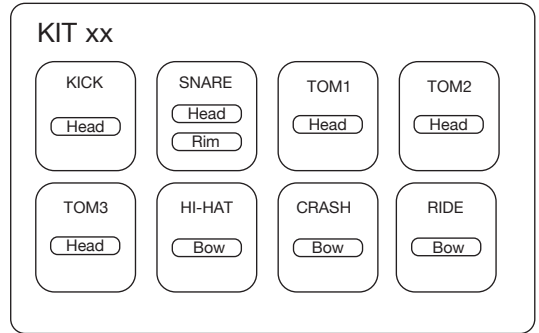 KIT xx
KICK
Head
SNARE
Head
Rim
TOM1
Head
TOM2
Head
TOM3
Head
HI-HAT
Bow
CRASH
Bow
RIDE
Bow